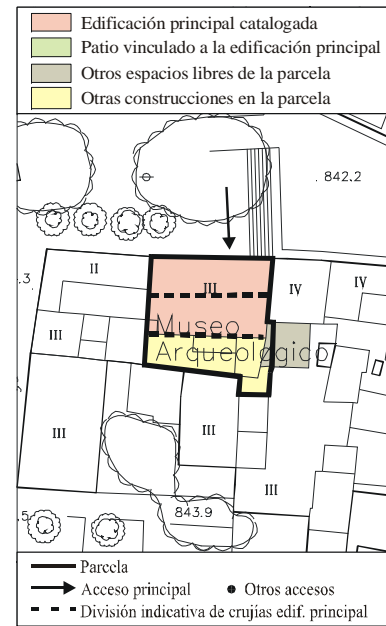 Edificación principal catalogada
Patio vinculado a la edificación principal
Otros espacios libres de la parcela
Otras construcciones en la parcela
842.2
II
III
IV
IV
III
Museo
Arqueológico
III
III
III
843.9
Parcela
Acceso principal
Otros accesos
División indicativa de crujías edif. principal